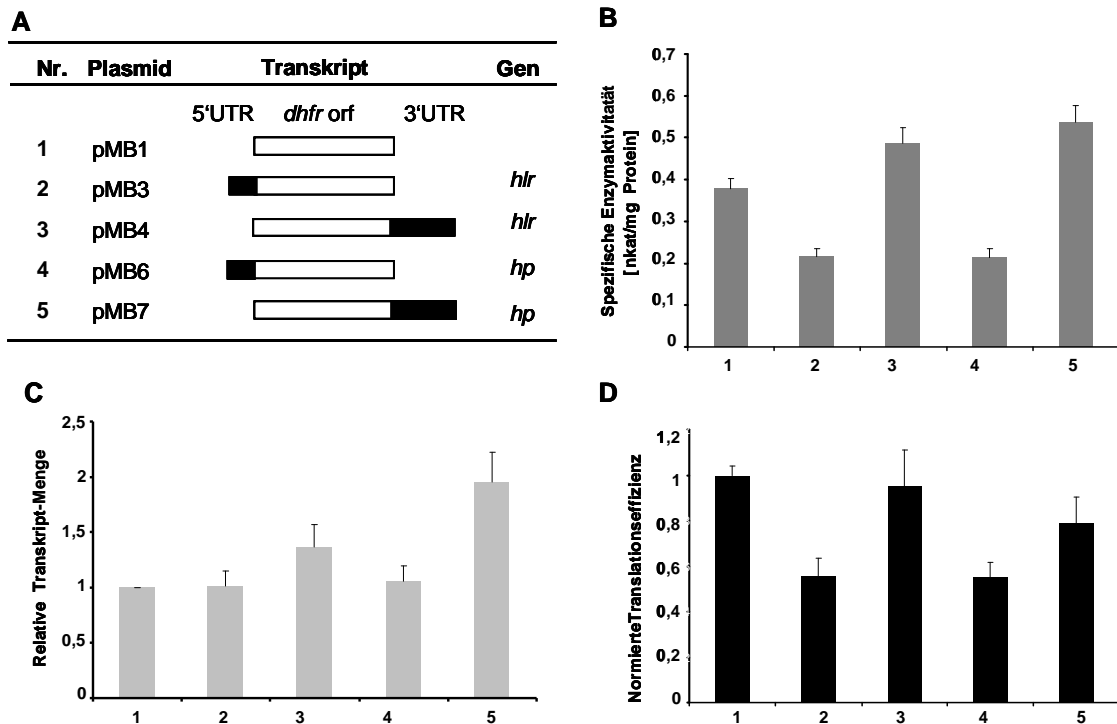 A
Nr. Plasmid Transkript Gen
5'UTR dhfr orf 3'UTR
1 pMB1
2 pMB3 hlr
3 pMB4 hlr
4 pMB6 hp
5 pMB7 hp
B
Spezifische Enzymaktivitatät
[nkat/mg Protein]
0,7
0,6
0,5
0,4
0,3
0,2
0,1
0
1 2 3 4 5
C
Relative Transkript-Menge
2,5
2
1,5
1
0,5
0
1 2 3 4 5
D
NormierteTranslationseffizienz
1,2
1
0,8
0,6
0,4
0,2
0
1 2 3 4 5